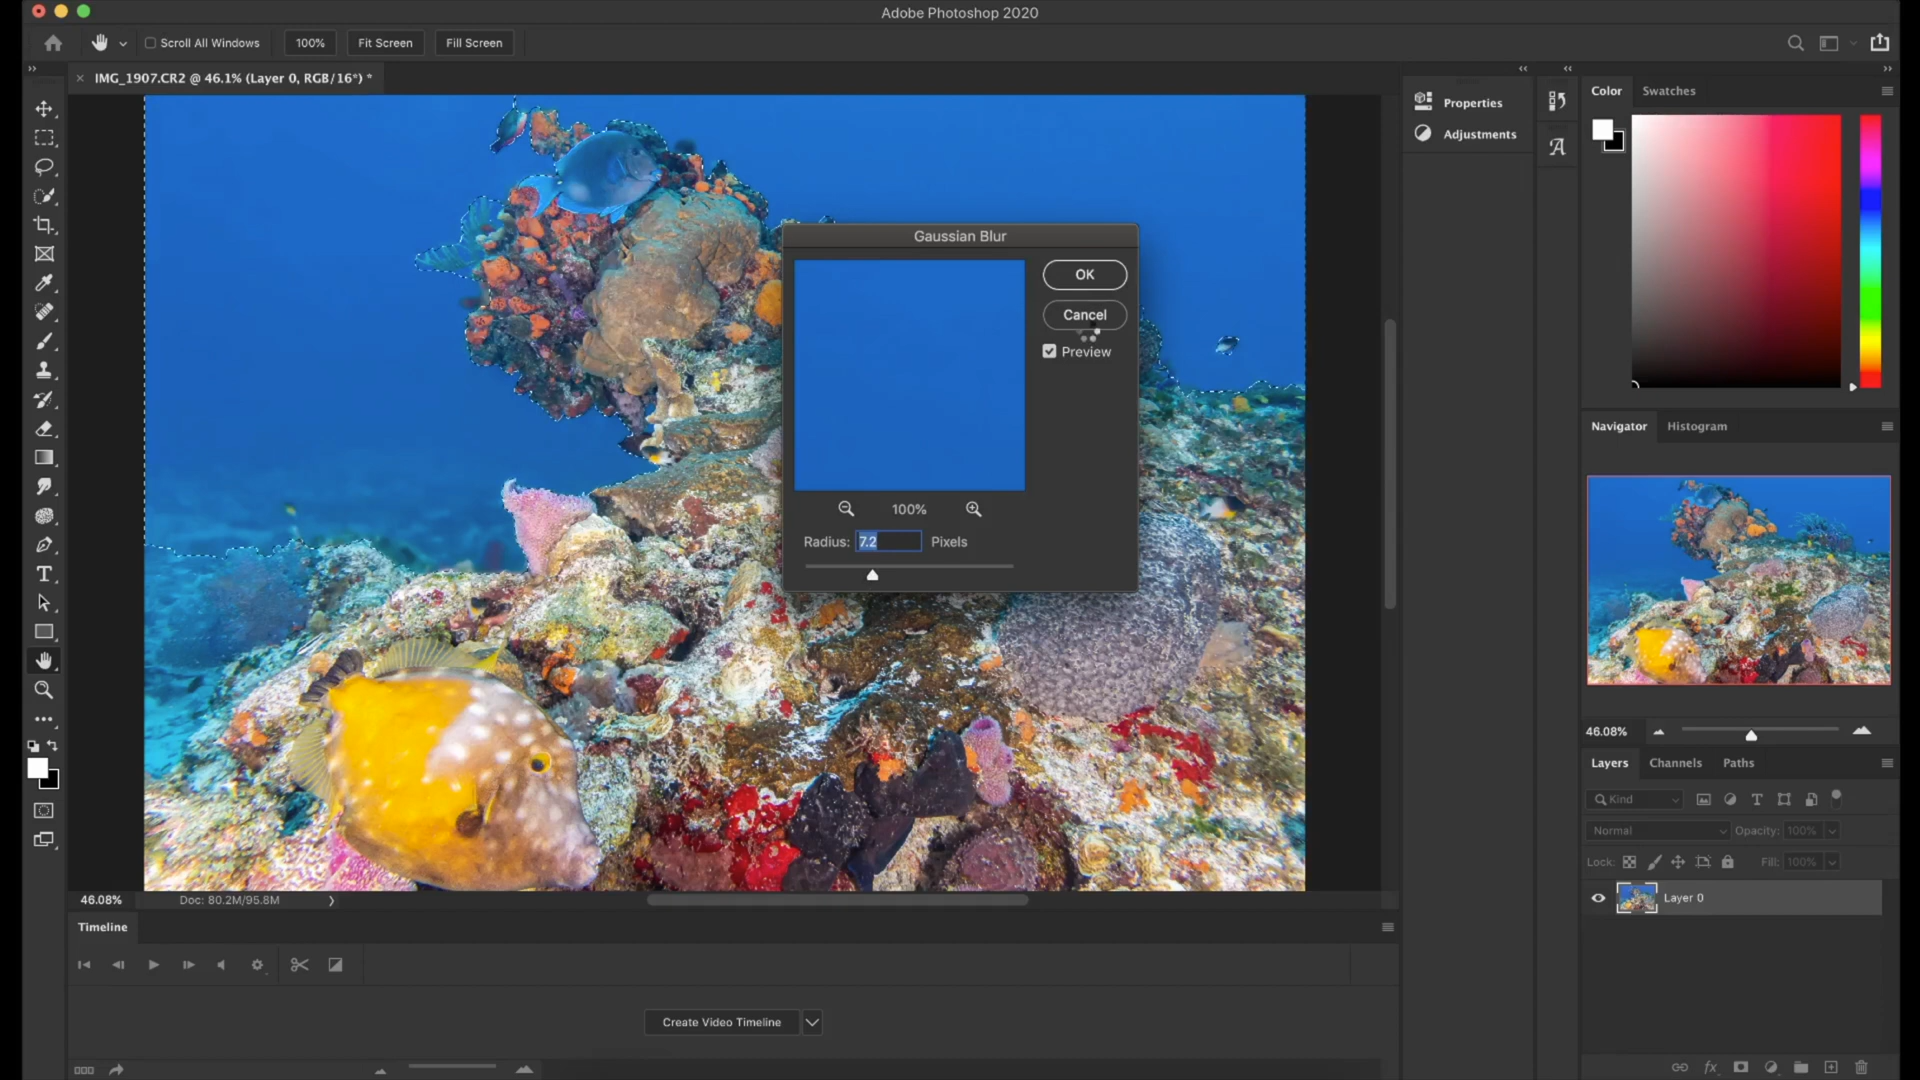 Adobe Photoshop 2020
Scroll All Windows 100% Fit Screen Fill Screen
IMG_1907.CR2 @ 46.1% (Layer 0, RGB/16*) *
Properties
Adjustments
Color Swatches
Gaussian Blur
OK
Cancel
Preview
100%
Radius: 7.2 Pixels
Navigator Histogram
46.08%
Layers Channels Paths
Kind
Normal Opacity: 100%
Lock: Fill: 100%
Layer 0
46.08% Doc: 80.2M/95.8M
Timeline
Create Video Timeline